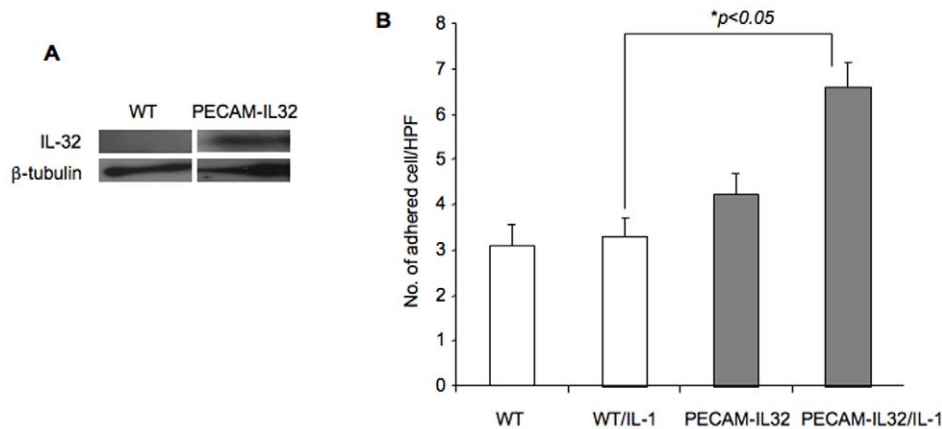 A
WT PECAM-IL32
IL-32
β-tubulin
B
*p<0.05
No. of adhered cell/HPF
8
7
6
5
4
3
2
1
0
WT WT/IL-1 PECAM-IL32 PECAM-IL32/IL-1